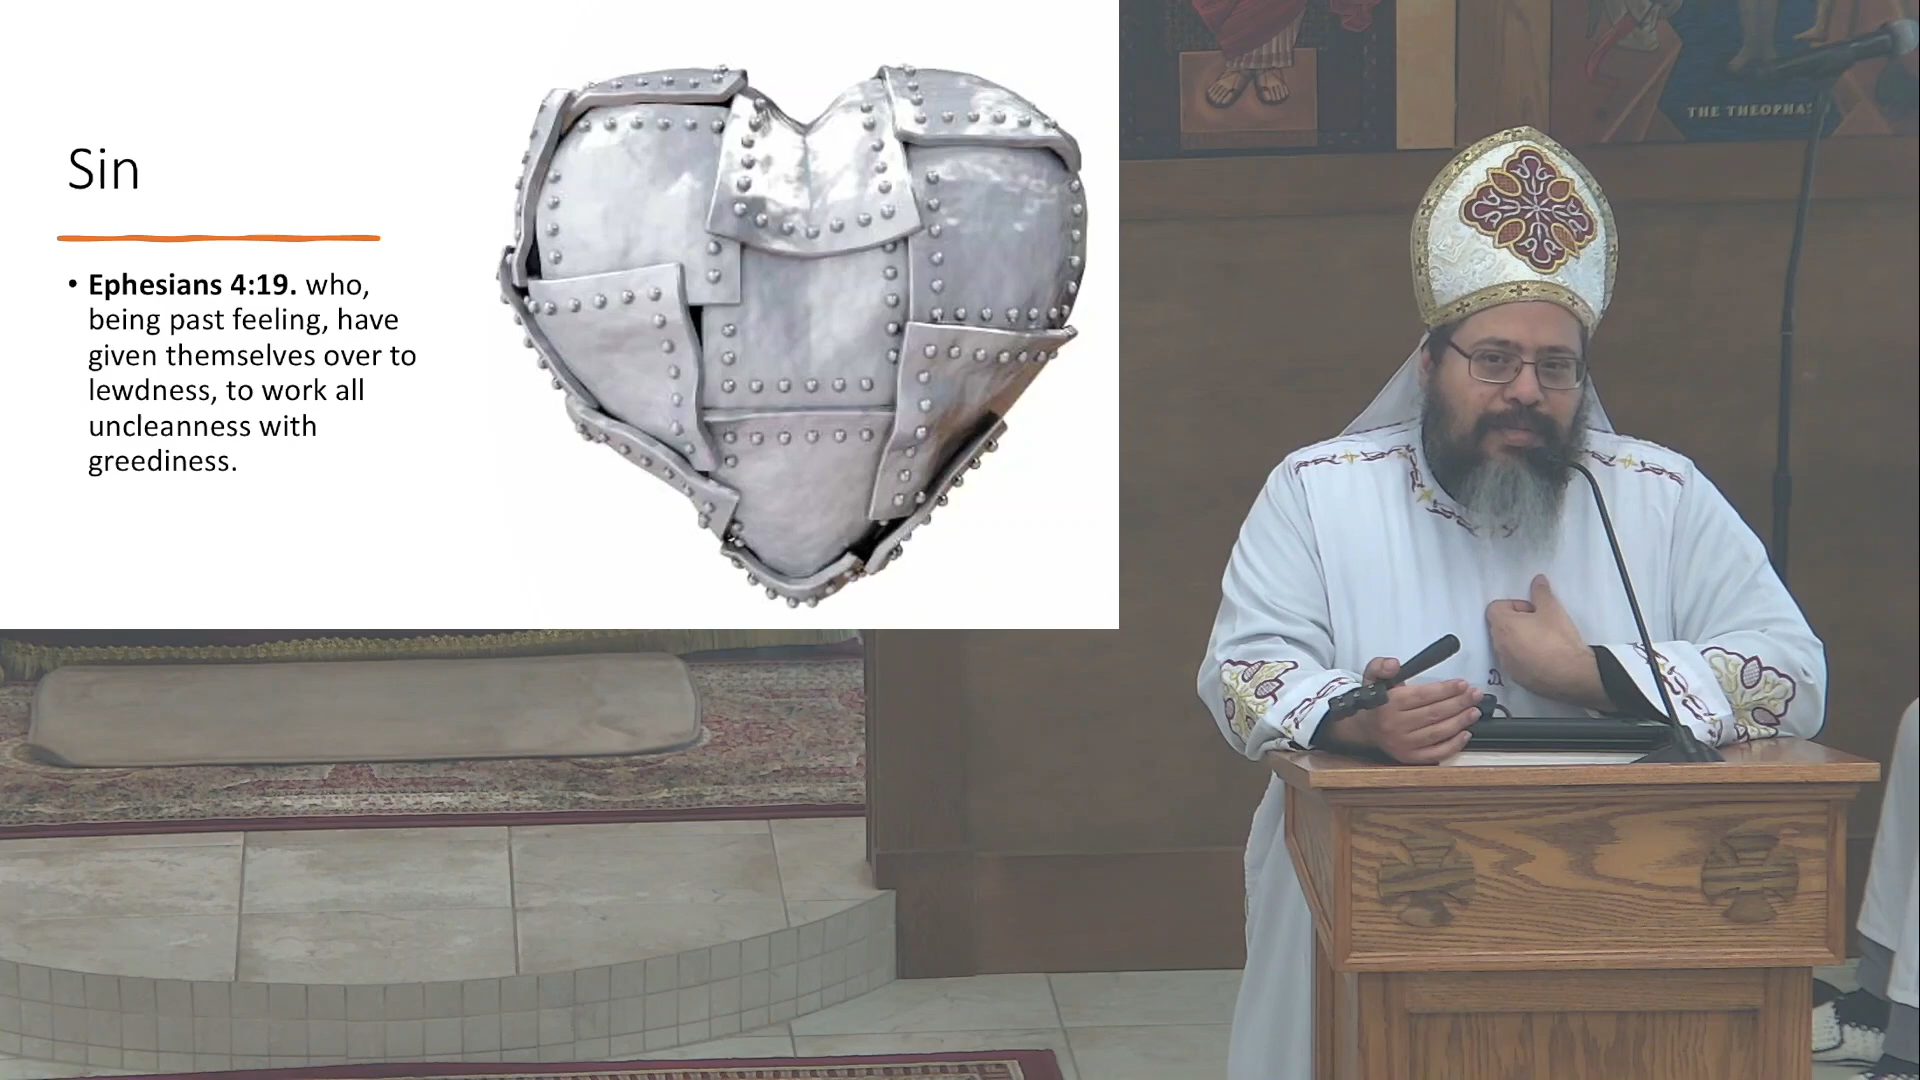 Sin
• Ephesians 4:19. who,
being past feeling, have
given themselves over to
lewdness, to work all
uncleanness with
greediness.
THE THEOPHA